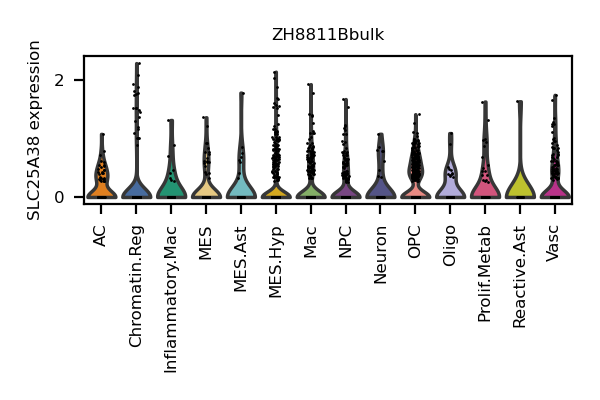 ZH8811Bbulk
SLC25A38 expression
2
0
AC
Chromatin.Reg
Inflammatory.Mac
MES
MES.Ast
MES.Hyp
Mac
NPC
Neuron
OPC
Oligo
Prolif.Metab
Reactive.Ast
Vasc